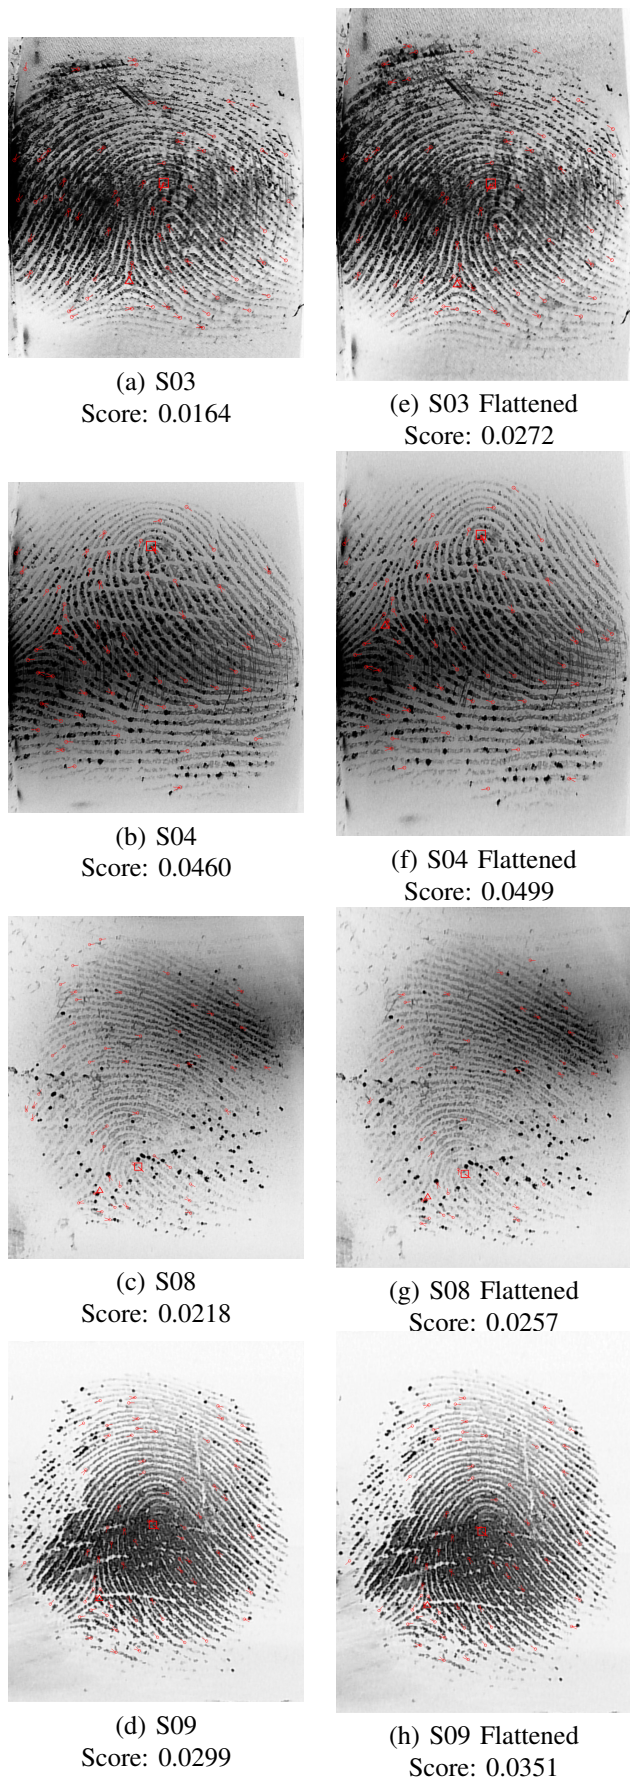 (a) S03
Score: 0.0164
(e) S03 Flattened
Score: 0.0272
(b) S04
Score: 0.0460
(f) S04 Flattened
Score: 0.0499
(c) S08
Score: 0.0218
(g) S08 Flattened
Score: 0.0257
(d) S09
Score: 0.0299
(h) S09 Flattened
Score: 0.0351